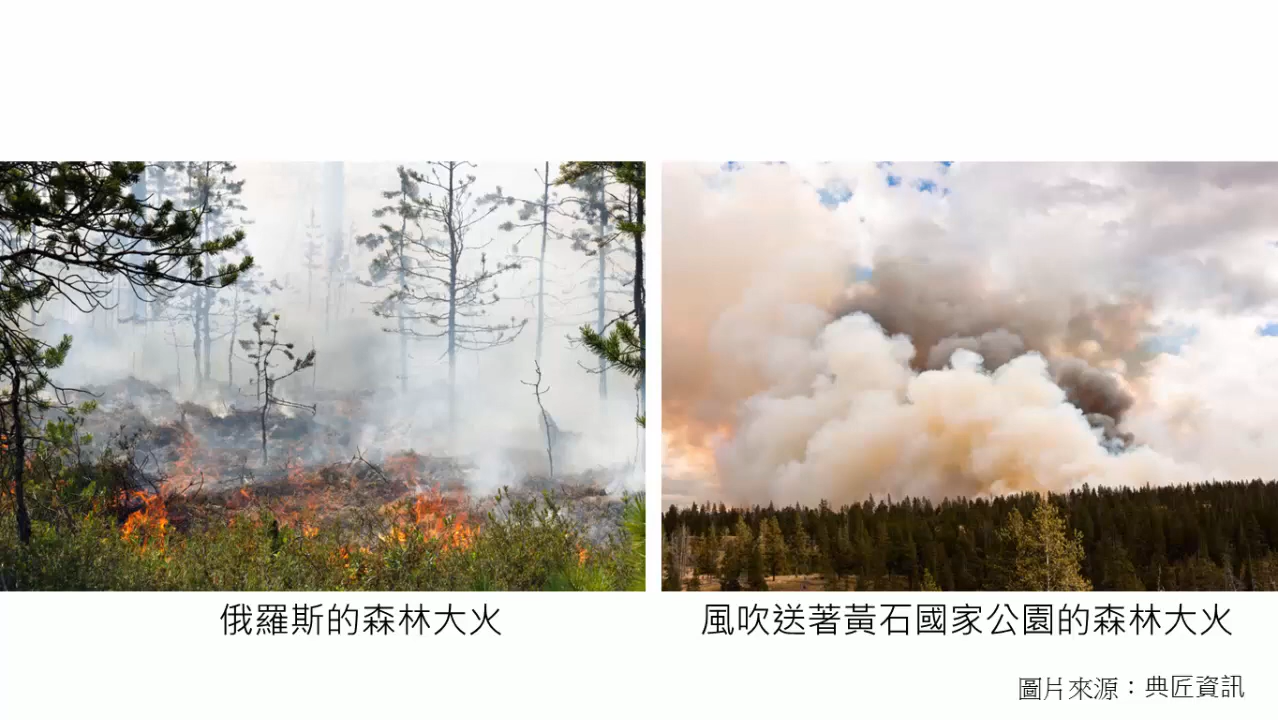 俄羅斯的森林大火
風吹送著黃石國家公園的森林大火
圖片來源：典匠資訊